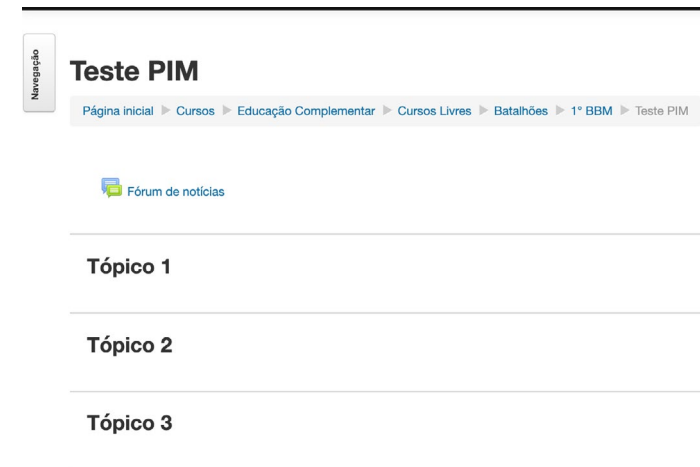 Navegação
Teste PIM
Página inicial ▶ Cursos ▶ Educação Complementar ▶ Cursos Livres ▶ Batalhões ▶ 1° BBM ▶ Teste PIM
Fórum de notícias
Tópico 1
Tópico 2
Tópico 3